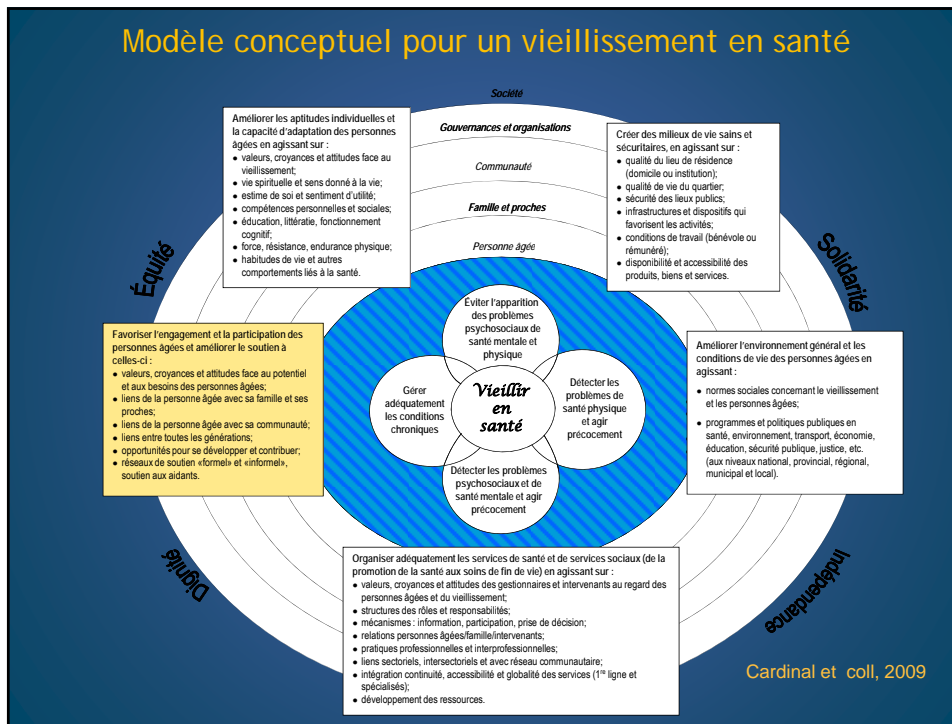 Modèle conceptuel pour un vieillissement en santé
Société
Gouvernances et organisations
Communauté
Famille et proches
Personne âgée
Améliorer les aptitudes individuelles et
la capacité d'adaptation des personnes
âgées en agissant sur :
• valeurs, croyances et attitudes face au
vieillissement;
• vie spirituelle et sens donné à la vie;
• estime de soi et sentiment d'utilité;
• compétences personnelles et sociales;
• éducation, littératie, fonctionnement
cognitif;
• force, résistance, endurance physique;
• habitudes de vie et autres
comportements liés à la santé.
Créer des milieux de vie sains et
sécuritaires, en agissant sur :
• qualité du lieu de résidence
(domicile ou institution);
• qualité de vie du quartier;
• sécurité des lieux publics;
• infrastructures et dispositifs qui
favorisent les activités;
• conditions de travail (bénévole ou
rémunéré);
• disponibilité et accessibilité des
produits, biens et services.
Équité
Solidarité
Favoriser l'engagement et la participation des
personnes âgées et améliorer le soutien à
celles-ci :
• valeurs, croyances et attitudes face au potentiel
et aux besoins des personnes âgées;
• liens de la personne âgée avec sa famille et ses
proches;
• liens de la personne âgée avec sa communauté;
• liens entre toutes les générations;
• opportunités pour se développer et contribuer;
• réseaux de soutien «formel» et «informel»,
soutien aux aidants.
Éviter l'apparition
des problèmes
psychosociaux de
santé mentale et
physique
Gérer
adéquatement
les conditions
chroniques
Vieillir
en
santé
Détecter les
problèmes de
santé physique
et agir
précocement
Détecter les problèmes
psychosociaux et de
santé mentale et agir
précocement
Améliorer l'environnement général et les
conditions de vie des personnes âgées en
agissant :
• normes sociales concernant le vieillissement
et les personnes âgées;
• programmes et politiques publiques en
santé, environnement, transport, économie,
éducation, sécurité publique, justice, etc.
(aux niveaux national, provincial, régional,
municipal et local).
Dignité
Indépendance
Organiser adéquatement les services de santé et de services sociaux (de la
promotion de la santé aux soins de fin de vie) en agissant sur :
• valeurs, croyances et attitudes des gestionnaires et intervenants au regard des
personnes âgées et du vieillissement;
• structures des rôles et responsabilités;
• mécanismes : information, participation, prise de décision;
• relations personnes âgées/famille/intervenants;
• pratiques professionnelles et interprofessionnelles;
• liens sectoriels, intersectoriels et avec réseau communautaire;
• intégration continuité, accessibilité et globalité des services (1re ligne et
spécialisés);
• développement des ressources.
Cardinal et coll, 2009